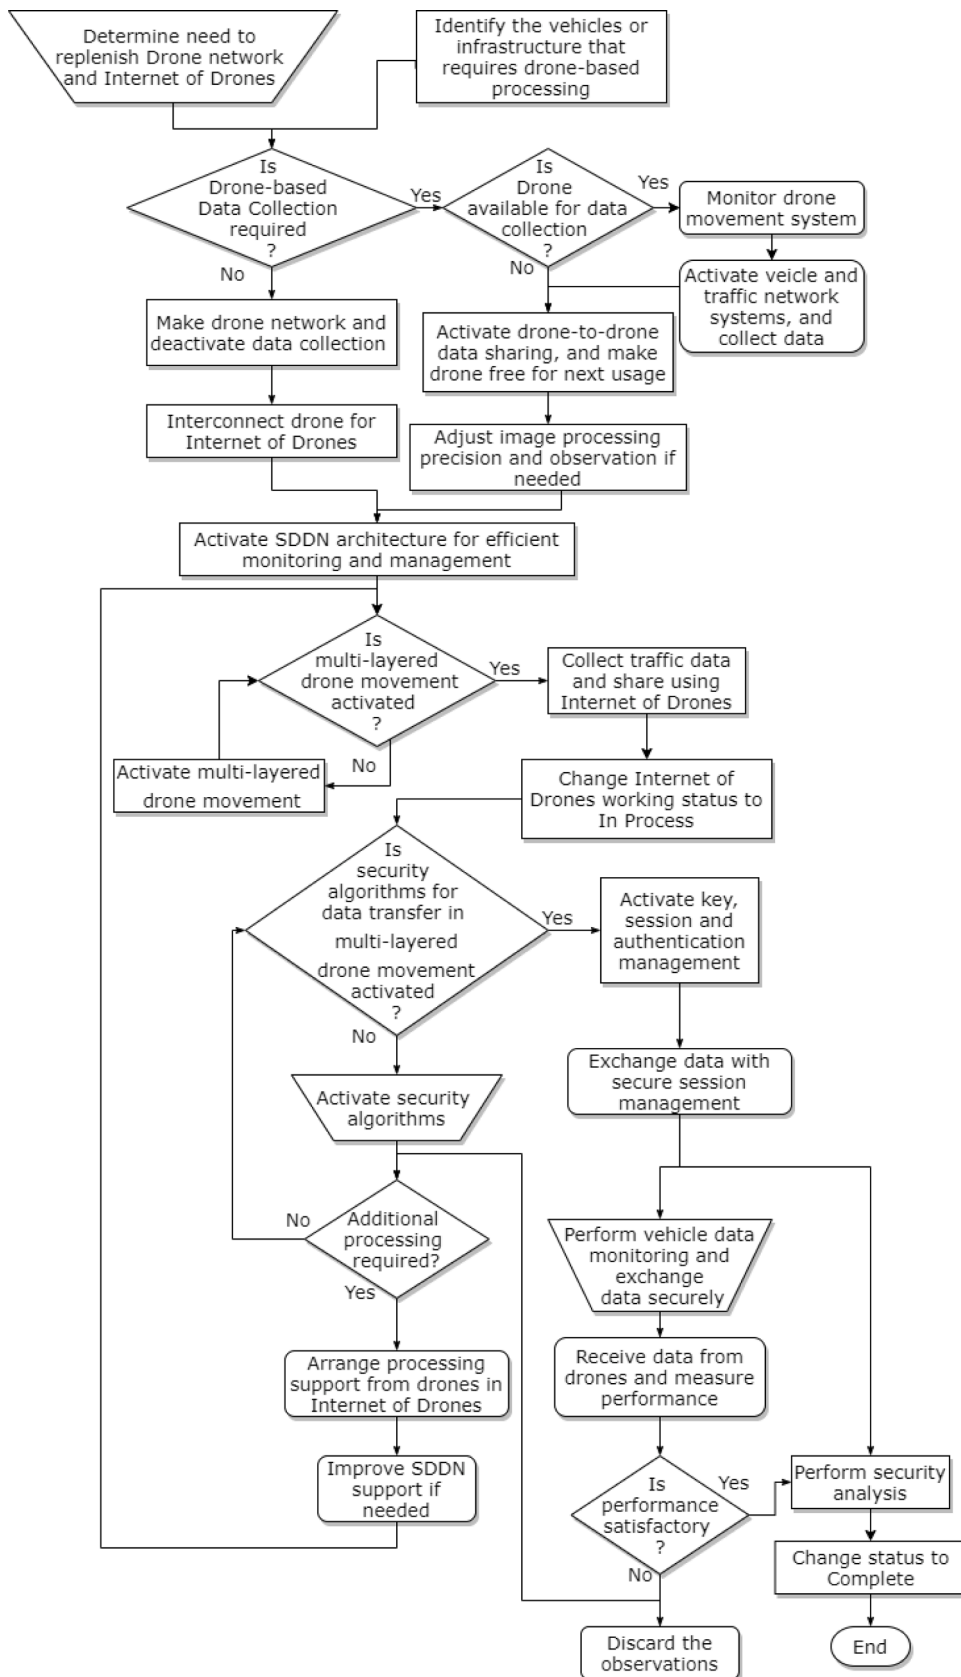 Determine need to
replenish Drone network
and Internet of Drones
Identify the vehicles or
infrastructure that
requires drone-based
processing
Is
Drone-based
Data Collection
required
?
Yes
Is
Drone
available for data
collection
?
Yes
Monitor drone
movement system
No
No
Activate veicle and
traffic network
systems, and
collect data
Make drone network and
deactivate data collection
Activate drone-to-drone
data sharing, and make
drone free for next usage
Interconnect drone for
Internet of Drones
Adjust image processing
precision and observation if
needed
Activate SDDN architecture for efficient
monitoring and management
Is
multi-layered
drone movement
activated
?
Yes
Collect traffic data
and share using
Internet of Drones
No
Activate multi-layered
drone movement
Change Internet of
Drones working status to
In Process
Is
security
algorithms for
data transfer in
multi-layered
drone movement
activated
?
Yes
Activate key,
session and
authentication
management
No
Exchange data with
secure session
management
Activate security
algorithms
No
Additional
processing
required?
Yes
Perform vehicle data
monitoring and
exchange
data securely
Arrange processing
support from drones in
Internet of Drones
Receive data from
drones and measure
performance
Improve SDDN
support if
needed
Is
performance
satisfactory
?
Yes
Perform security
analysis
No
Change status to
Complete
Discard the
observations
End